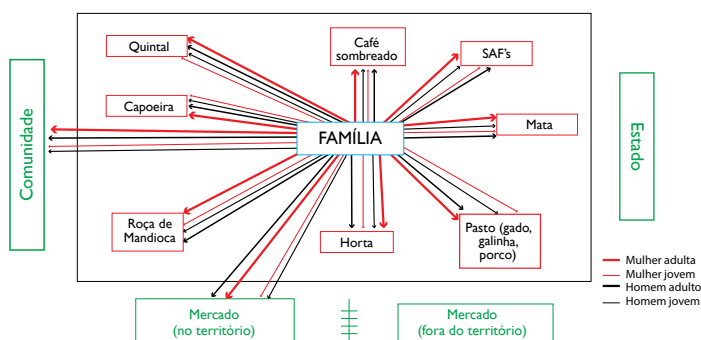 Quintal
Café
sombreado
SAF's
Capoeira
FAMÍLIA
Mata
Comunidade
Estado
Roça de
Mandioca
Horta
Pasto (gado,
galinha,
porco)
Mulher adulta
Mulher jovem
Homem adulto
Homem jovem
Mercado
(no território)
Mercado
(fora do território)